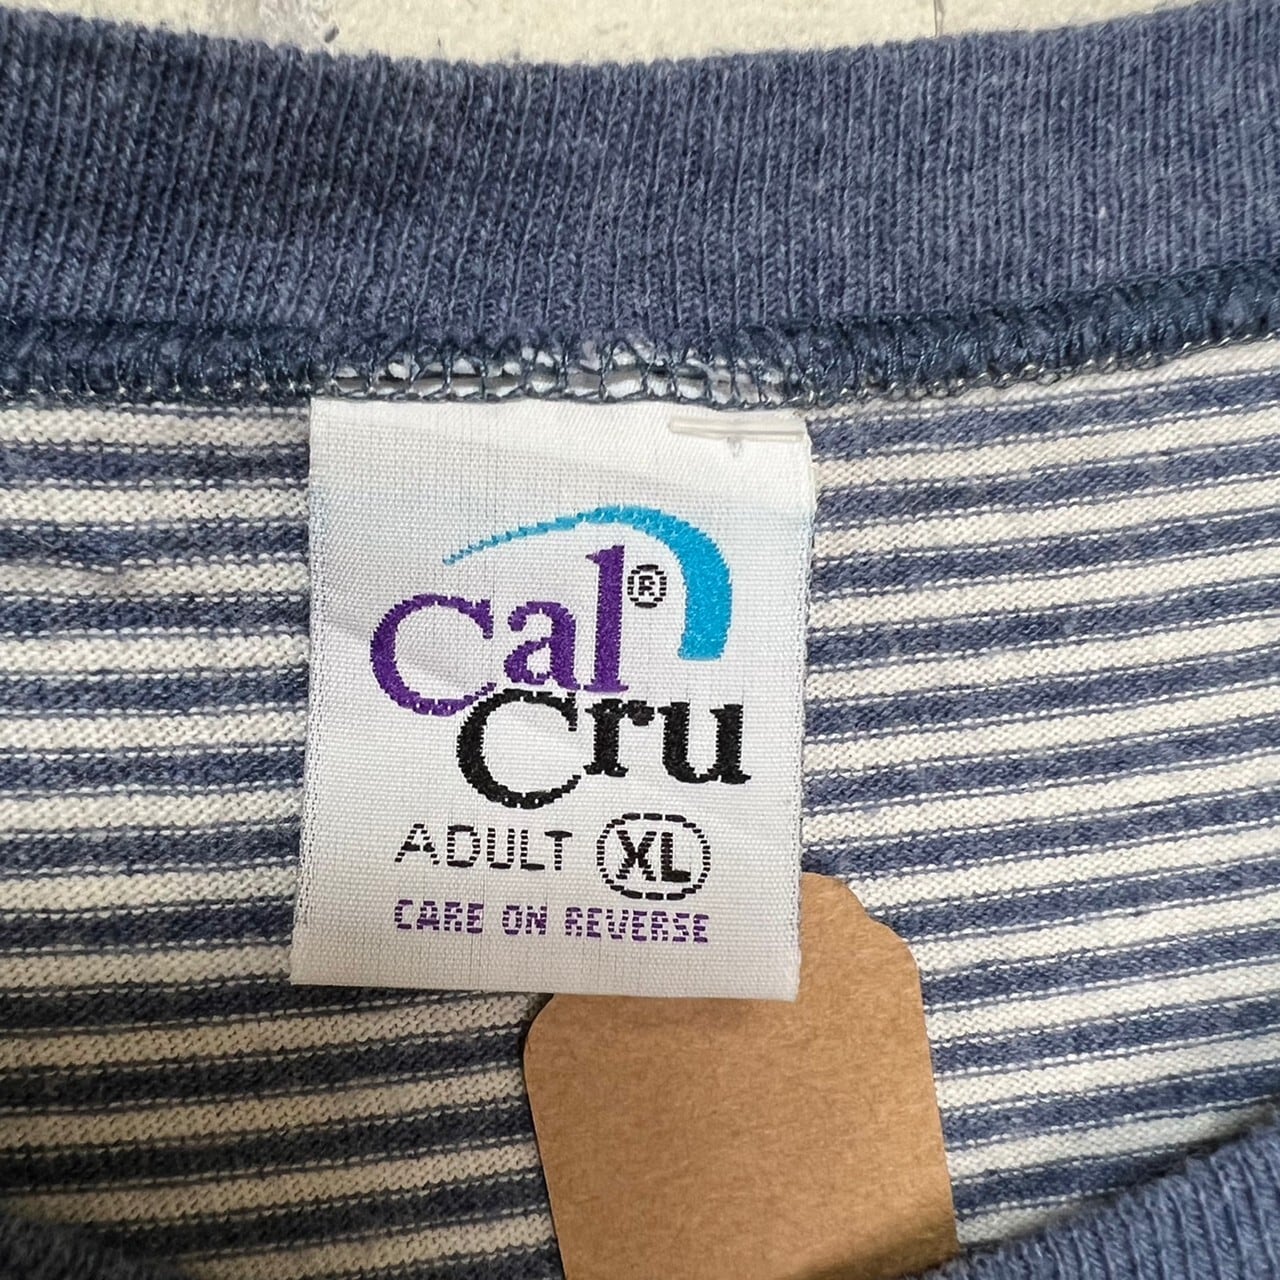 Cal®
Cru
ADULT XL
CARE ON REVERSE